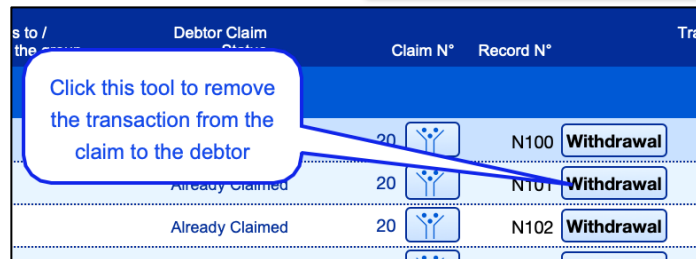 s to /
the group
Debtor Claim
Status
Claim N°
Record N°
Tra
Click this tool to remove
the transaction from the
claim to the debtor
20 N100 Withdrawal
Already Claimed 20 N101 Withdrawal
Already Claimed 20 N102 Withdrawal